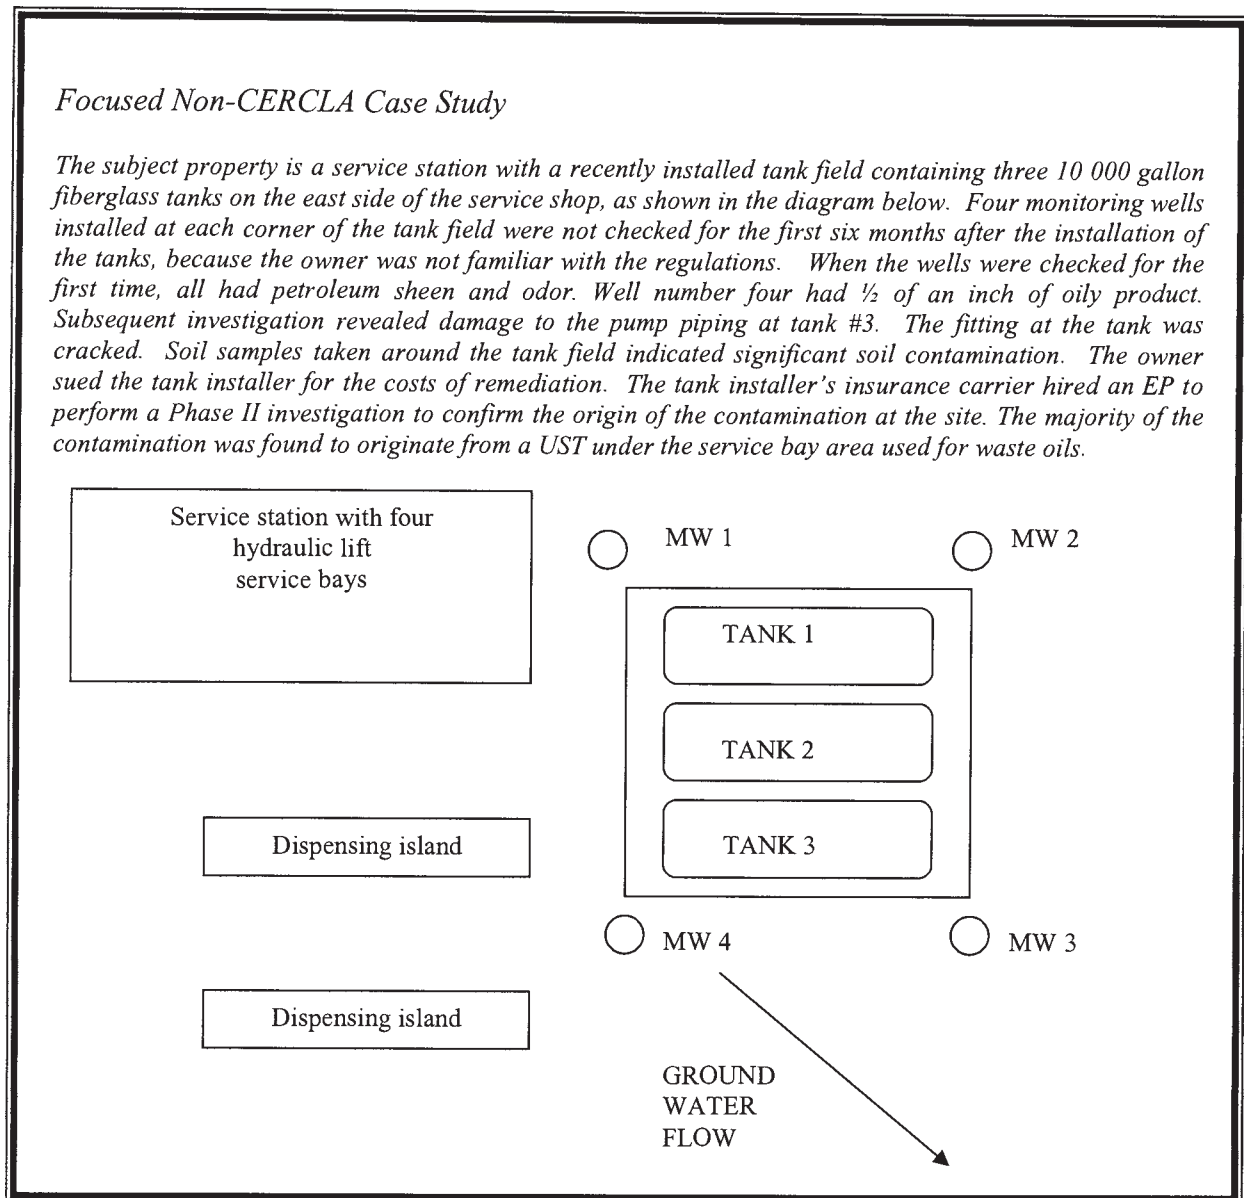 Focused Non-CERCLA Case Study
The subject property is a service station with a recently installed tank field containing three 10 000 gallon
fiberglass tanks on the east side of the service shop, as shown in the diagram below. Four monitoring wells
installed at each corner of the tank field were not checked for the first six months after the installation of
the tanks, because the owner was not familiar with the regulations. When the wells were checked for the
first time, all had petroleum sheen and odor. Well number four had ½ of an inch of oily product.
Subsequent investigation revealed damage to the pump piping at tank #3. The fitting at the tank was
cracked. Soil samples taken around the tank field indicated significant soil contamination. The owner
sued the tank installer for the costs of remediation. The tank installer's insurance carrier hired an EP to
perform a Phase II investigation to confirm the origin of the contamination at the site. The majority of the
contamination was found to originate from a UST under the service bay area used for waste oils.
Service station with four
hydraulic lift
service bays
MW 1
MW 2
TANK 1
TANK 2
TANK 3
Dispensing island
MW 4
MW 3
Dispensing island
GROUND
WATER
FLOW